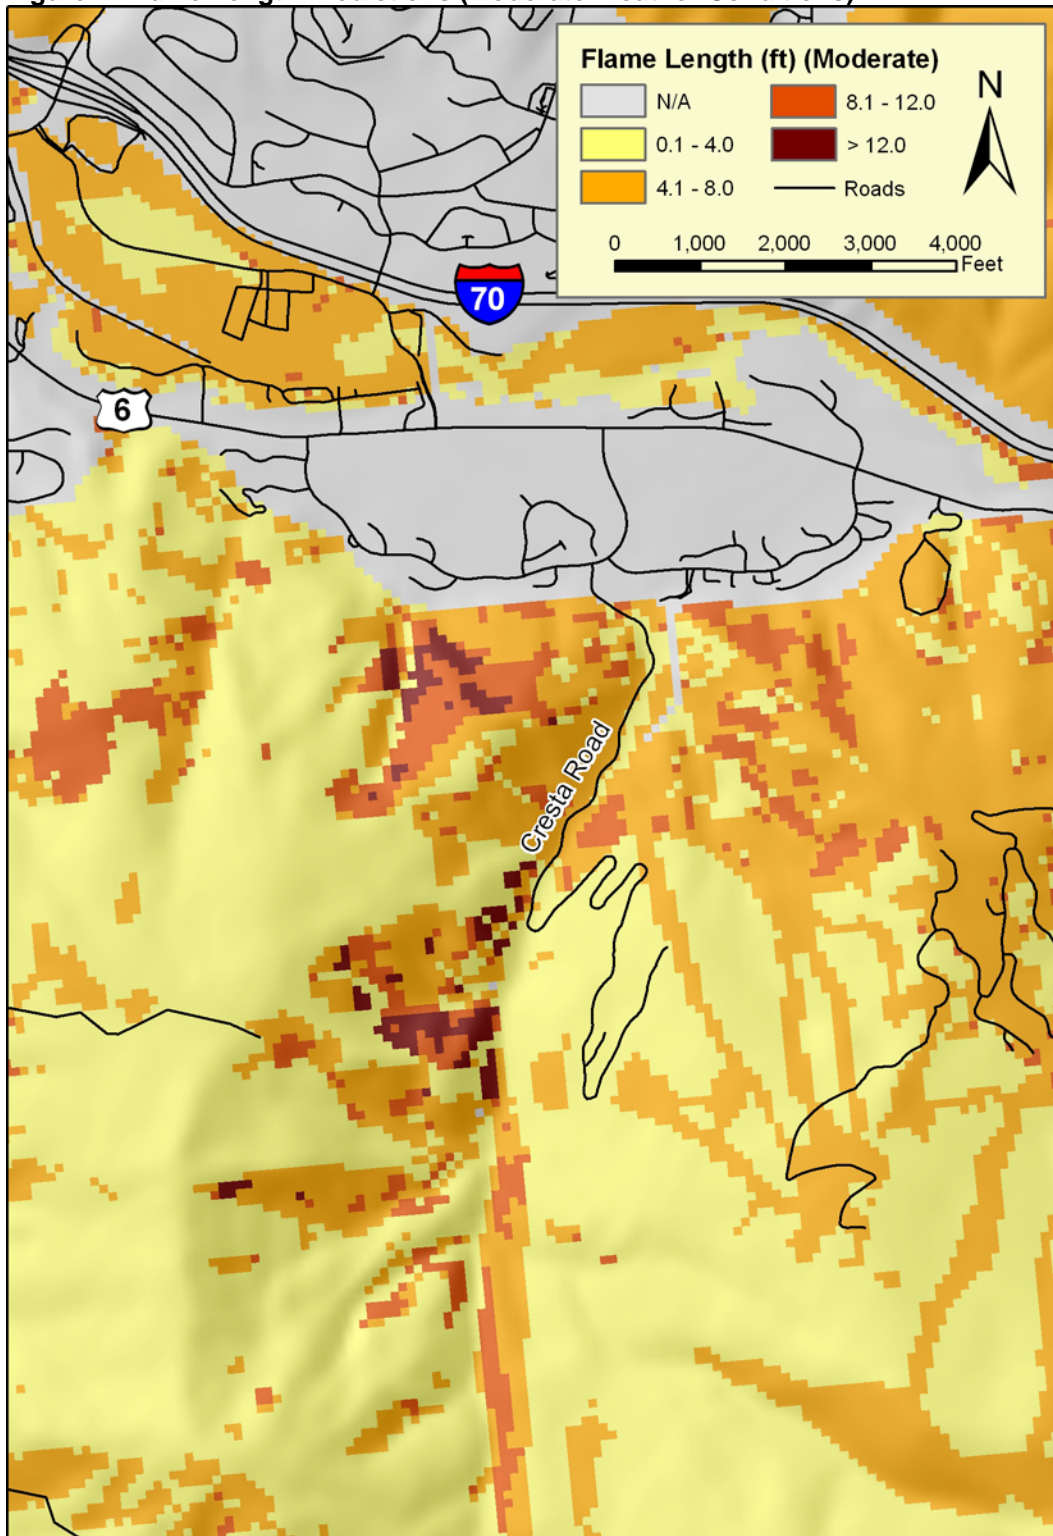 Flame Length (ft) (Moderate)
N
N/A
8.1 - 12.0
0.1 - 4.0
> 12.0
4.1 - 8.0
Roads
0 1,000 2,000 3,000 4,000
Feet
70
6
Cresta Road